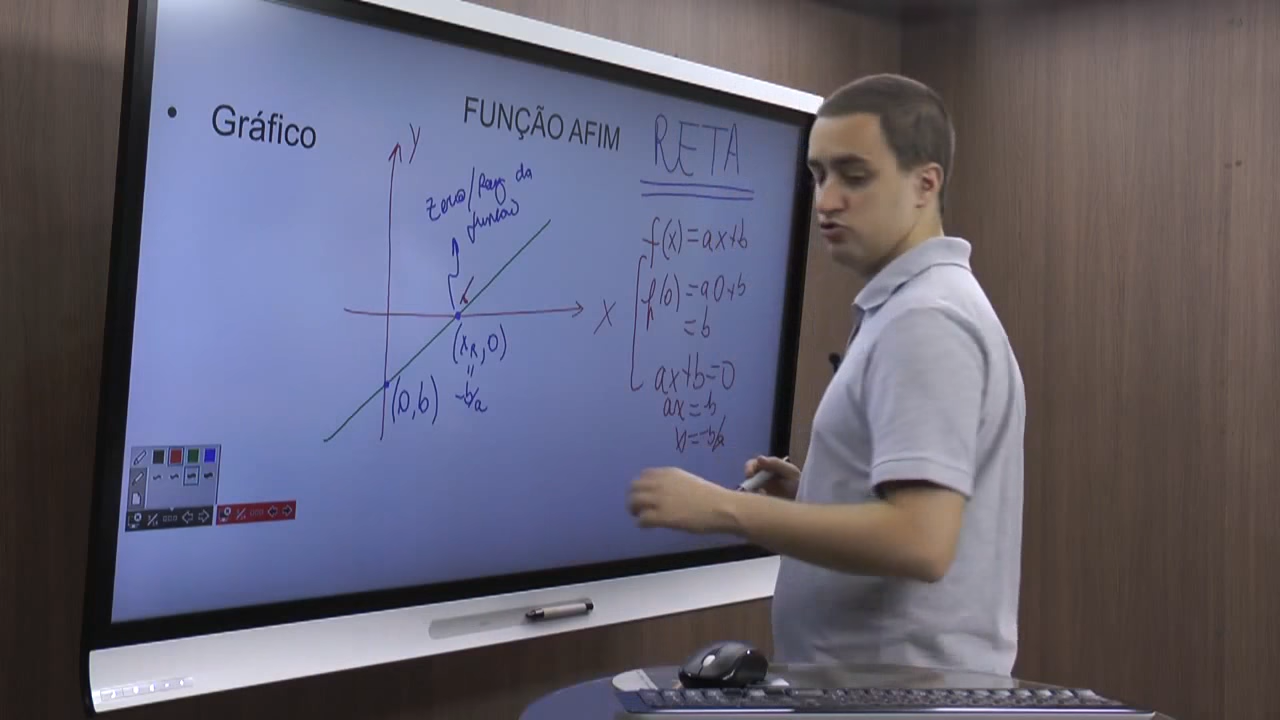 • Gráfico
FUNÇÃO AFIM
RETA
y
Zero/Raiz da
função
x
(x_R, 0)
=
-b/a
(0,b)
f(x)=ax+b
f(0)=a0+b
=b
ax+b=0
ax=b
x=-b/a